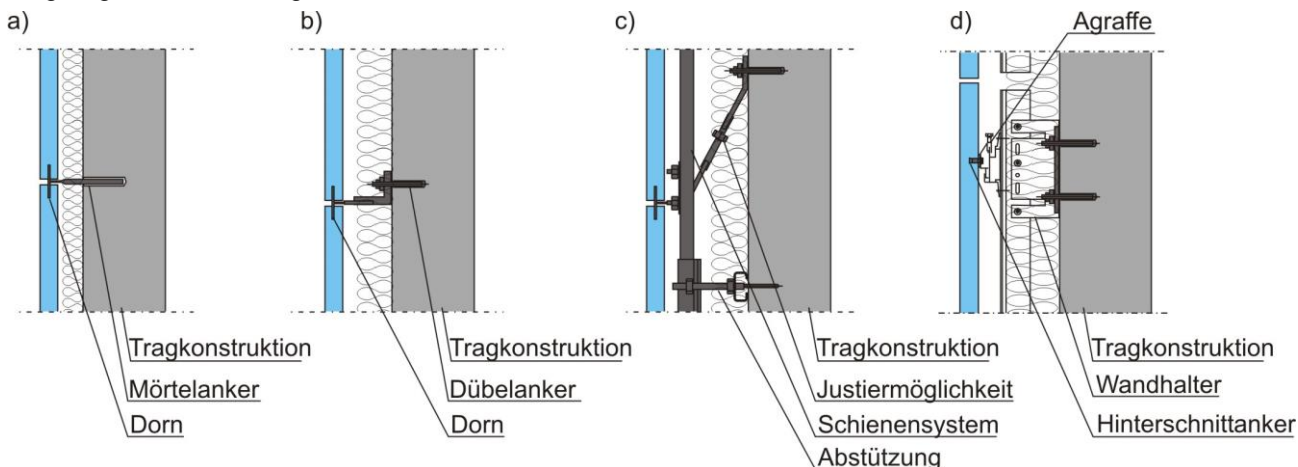 a)
b)
c)
d)
Agraffe
Tragkonstruktion
Mörtelanker
Dorn
Tragkonstruktion
Dübelanker
Dorn
Tragkonstruktion
Justiermöglichkeit
Schienensystem
Abstützung
Tragkonstruktion
Wandhalter
Hinterschnittanker